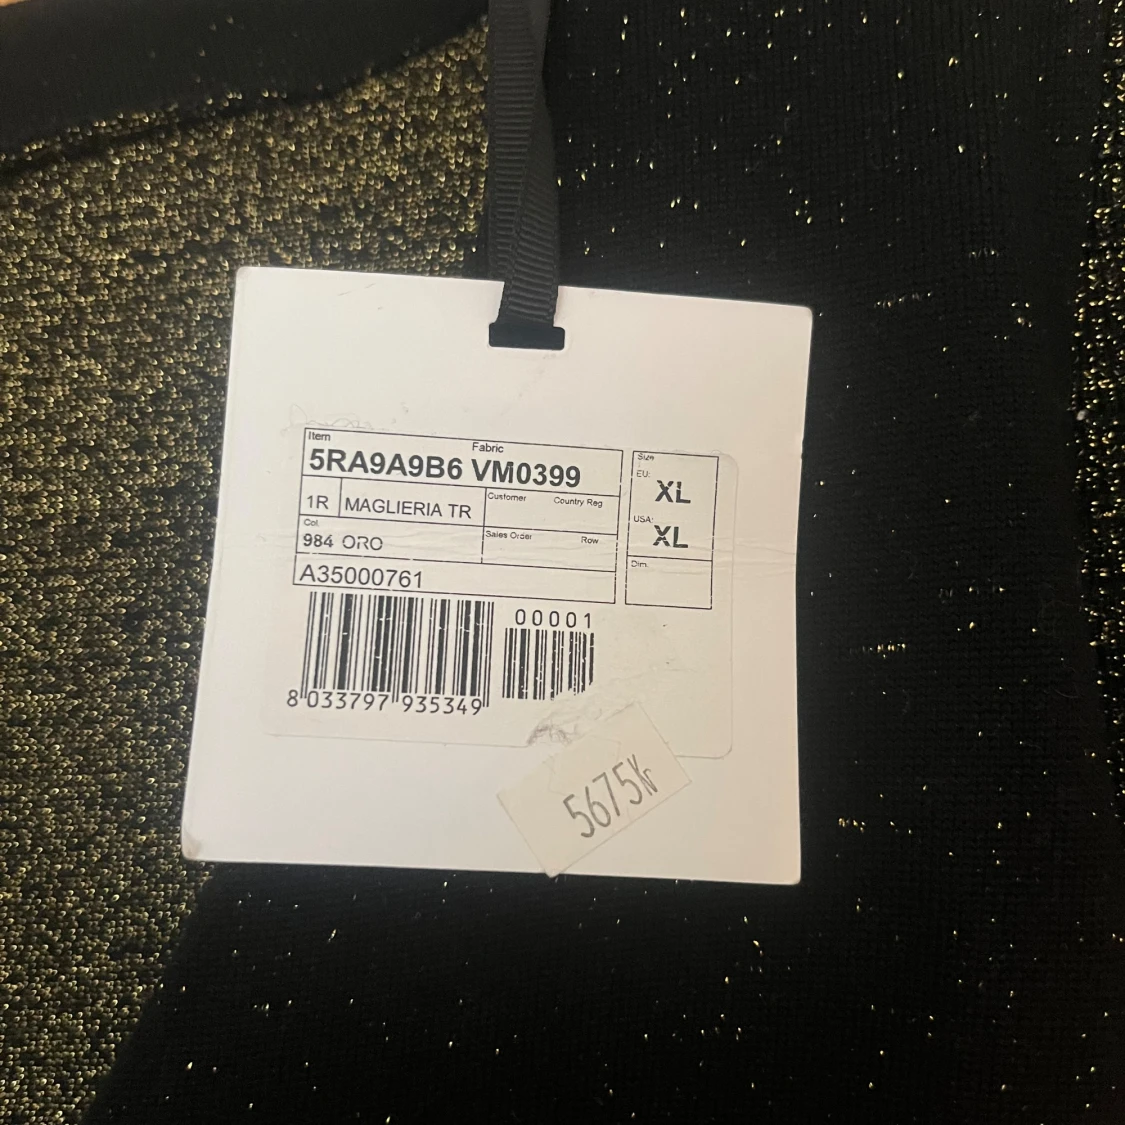 Item Fabric
5RA9A9B6 VM0399
1R MAGLIERIA TR Customer Country Reg
Col. Sales Order Row
984 ORO
A35000761
Size
EU:
XL
USA:
XL
Dim.
00001
8 033797 935349
5675Kr